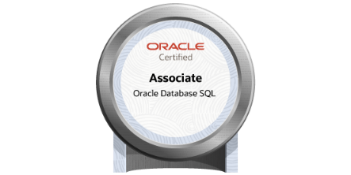 ORACLE
Certified
Associate
Oracle Database SQL